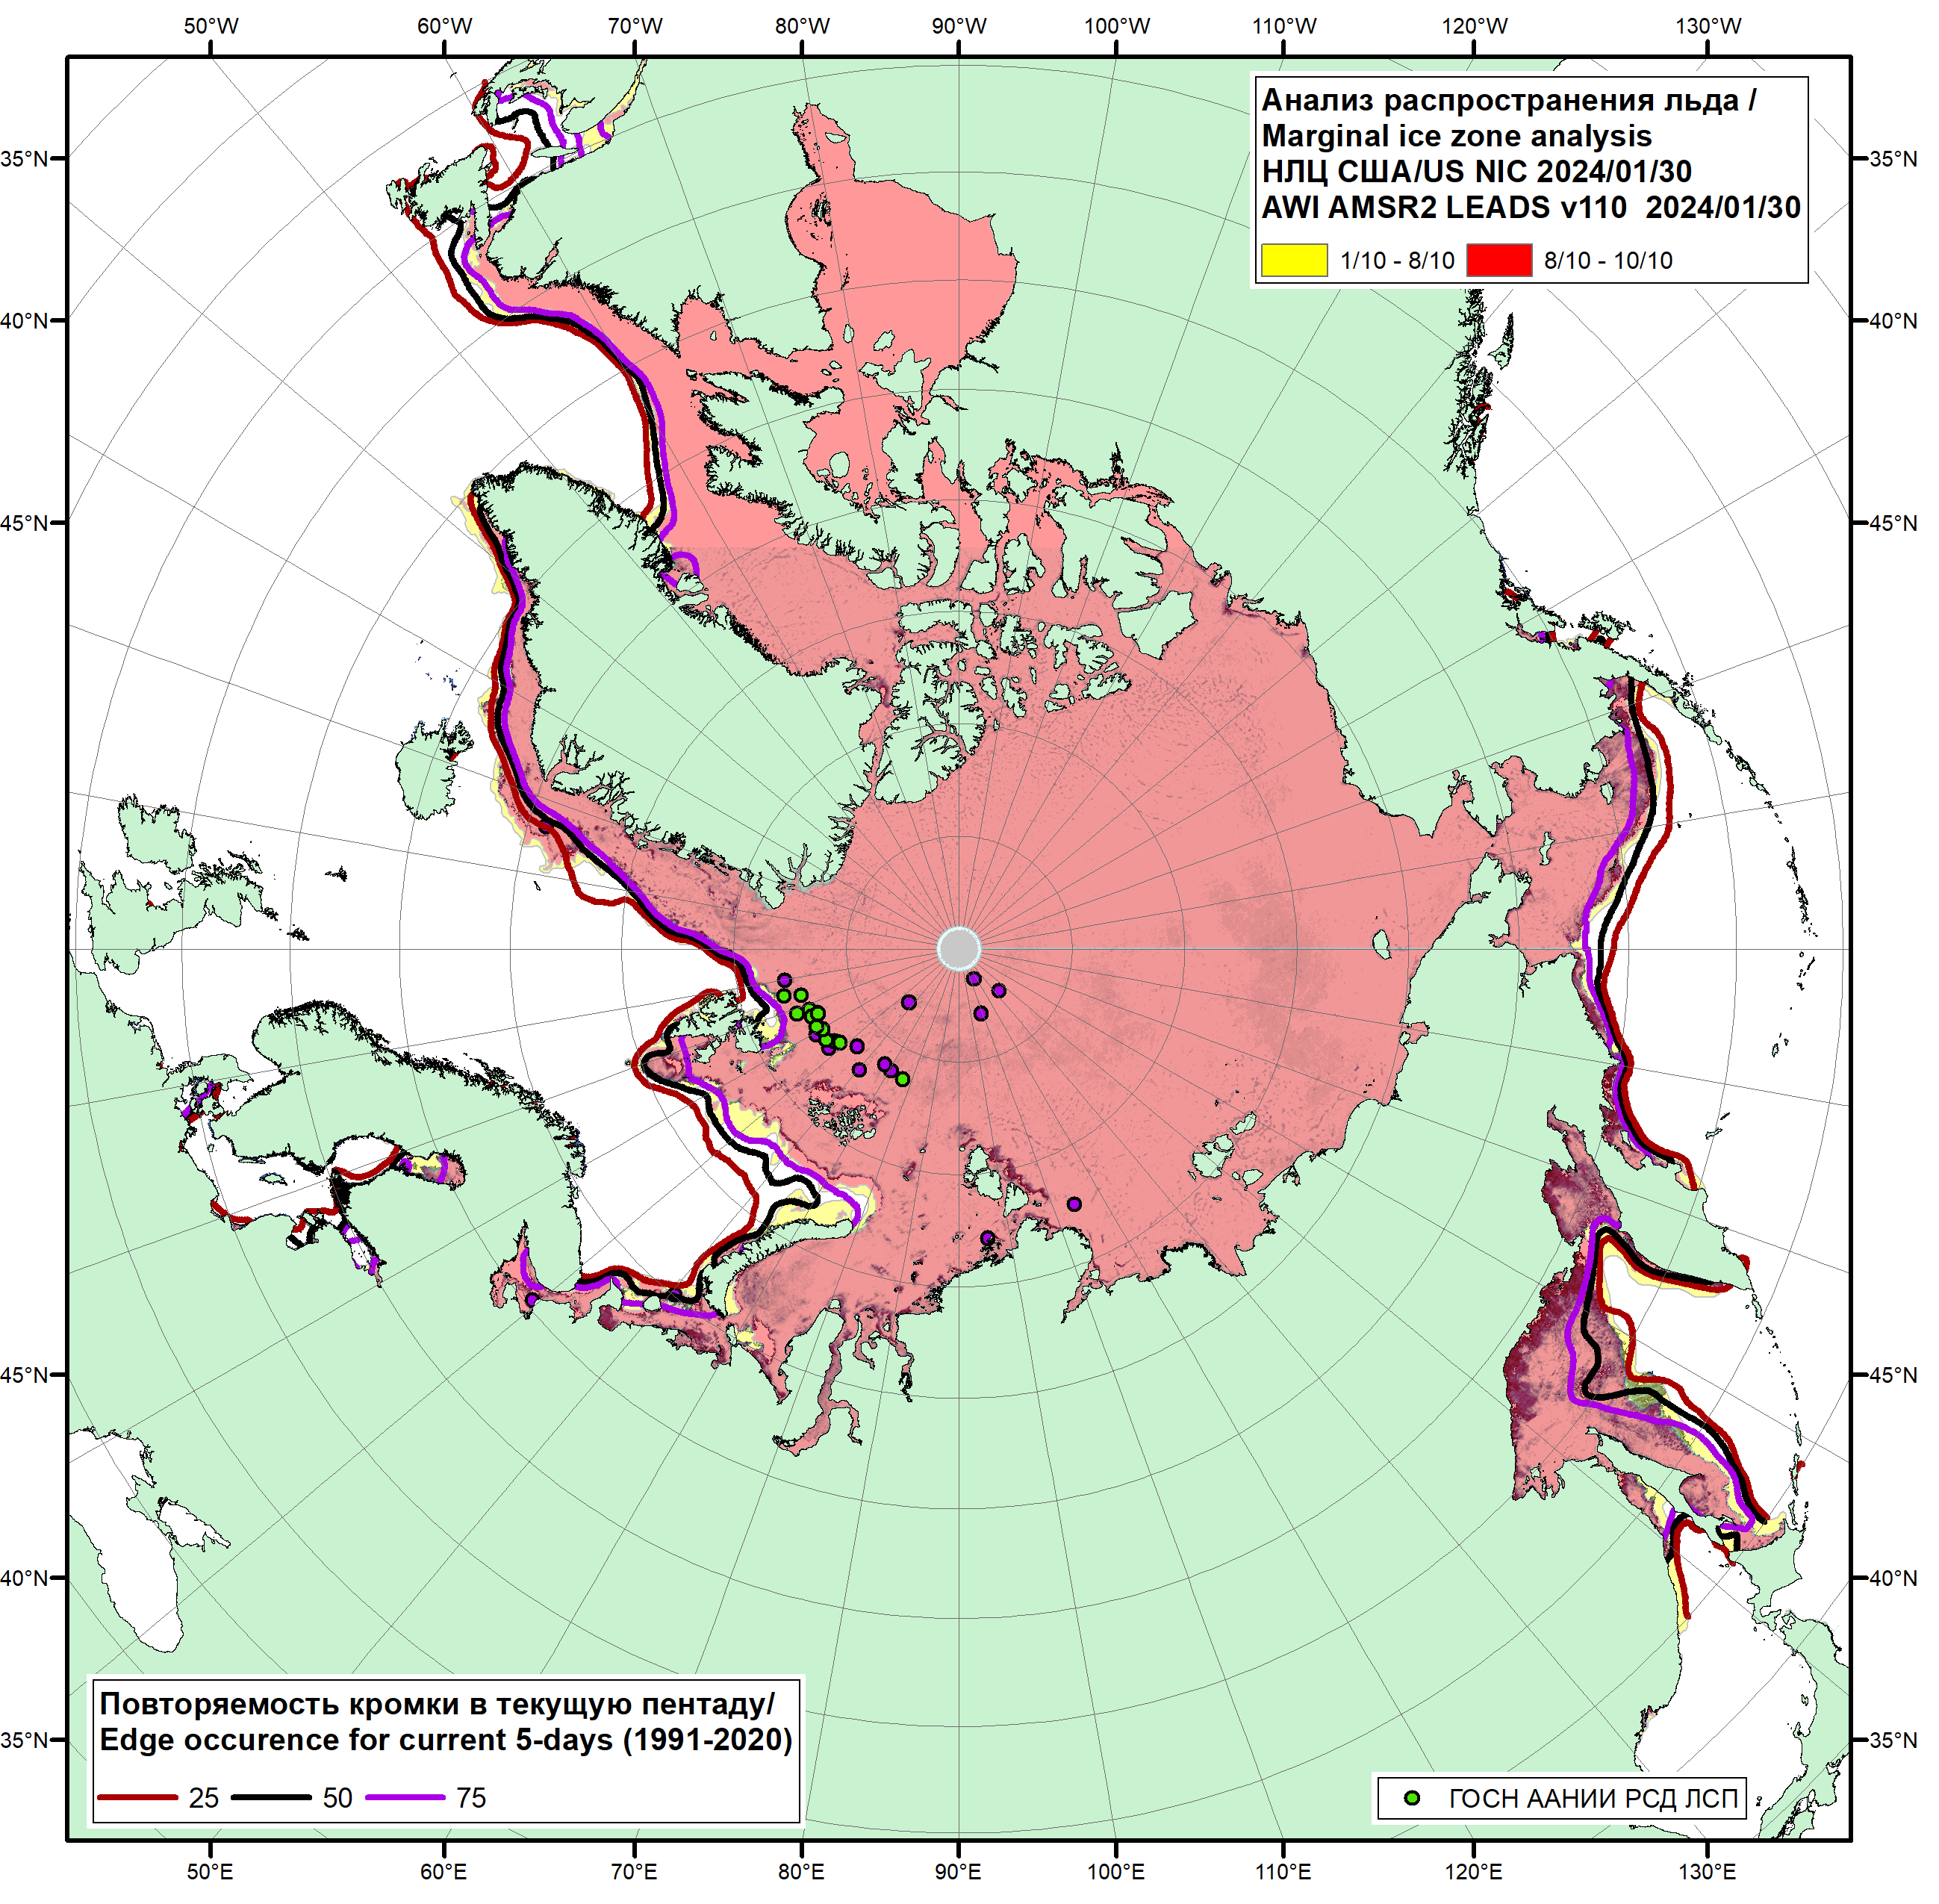 50°W 60°W 70°W 80°W 90°W 100°W 110°W 120°W 130°W
Анализ распространения льда /
Marginal ice zone analysis
НЛЦ США/US NIC 2024/01/30
AWI AMSR2 LEADS v110 2024/01/30
1/10 - 8/10 8/10 - 10/10
35°N 35°N
40°N 40°N
45°N 45°N
45°N 45°N
40°N 40°N
35°N 35°N
Повторяемость кромки в текущую пентаду/
Edge occurence for current 5-days (1991-2020)
25 50 75
ГОСН ААНИИ РСД ЛСП
50°E 60°E 70°E 80°E 90°E 100°E 110°E 120°E 130°E